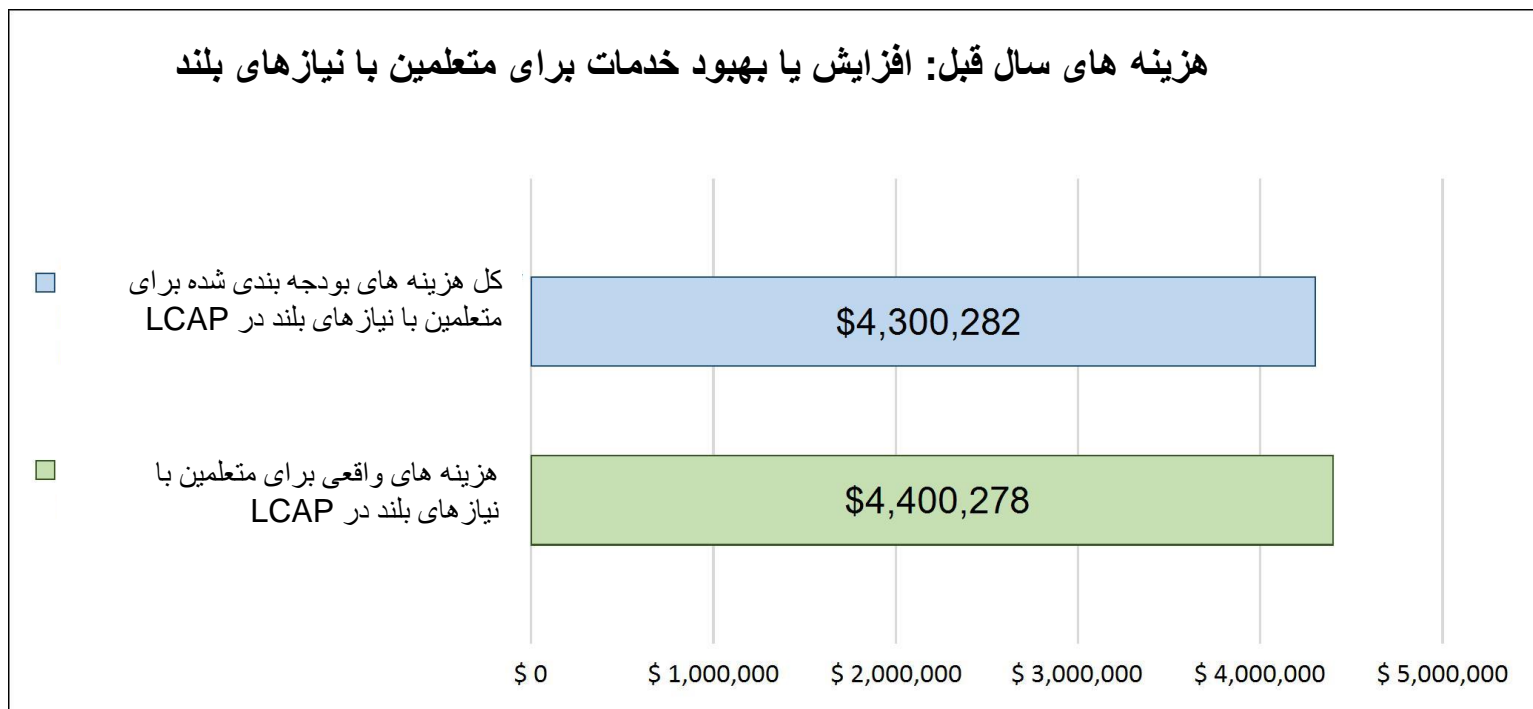 هزینه های سال قبل: افزایش یا بهبود خدمات برای متعلمین با نیازهای بلند
کل هزینه های بودجه بندی شده برای
متعلمین با نیازهای بلند در LCAP
$4,300,282
هزینه های واقعی برای متعلمین با
نیازهای بلند در LCAP
$4,400,278
$ 0
$ 1,000,000
$ 2,000,000
$ 3,000,000
$ 4,000,000
$ 5,000,000